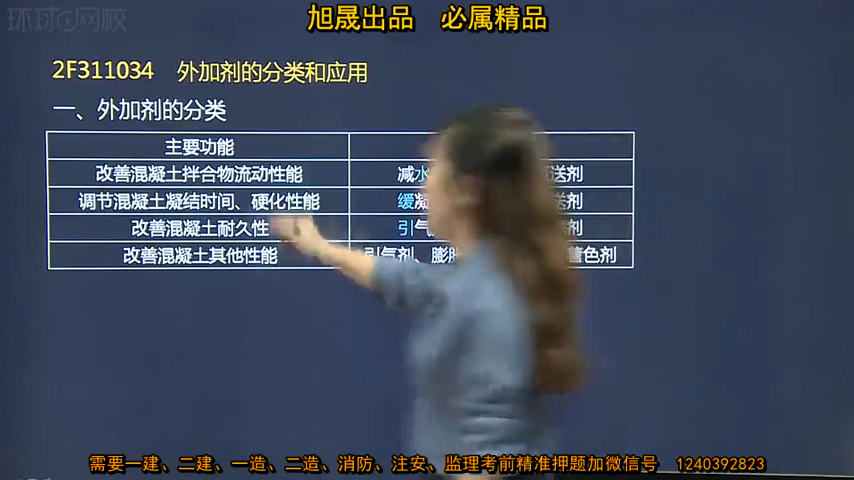 环球网校
旭晟出品 必属精品
2F311034 外加剂的分类和应用
一、外加剂的分类
主要功能
改善混凝土拌合物流动性能 减水 送剂
调节混凝土凝结时间、硬化性能 缓凝 送剂
改善混凝土耐久性 引气 剂
改善混凝土其他性能 引气剂、膨胀 着色剂
需要一建、二建、一造、二造、消防、注安、监理考前精准押题加微信号 1240392823